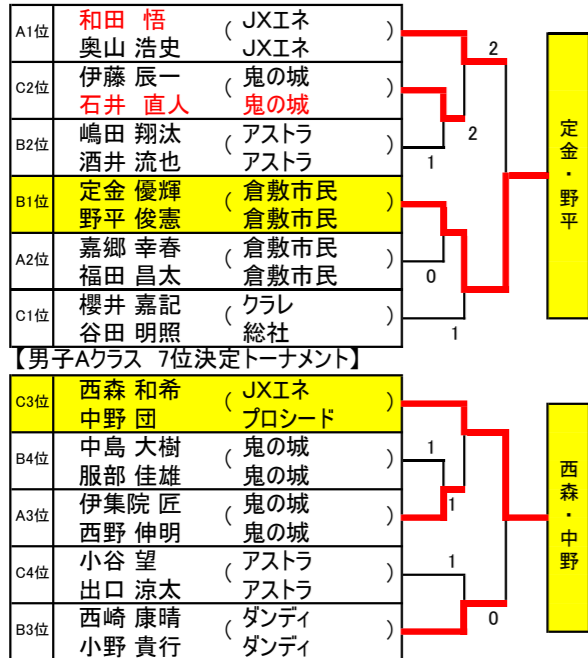 A1位 和田 悟 ( JXエネ )
奥山 浩史 JXエネ
2
C2位 伊藤 辰一 ( 鬼の城 )
石井 直人 鬼の城
2
B2位 嶋田 翔汰 ( アストラ )
酒井 流也 アストラ
1
定金・野平
B1位 定金 優輝 ( 倉敷市民 )
野平 俊憲 倉敷市民
A2位 嘉郷 幸春 ( 倉敷市民 )
福田 昌太 倉敷市民
0
C1位 櫻井 嘉記 ( クラレ )
谷田 明照 総社
1
【男子Aクラス 7位決定トーナメント】
C3位 西森 和希 ( JXエネ )
中野 団 プロシード
B4位 中島 大樹 ( 鬼の城 )
服部 佳雄 鬼の城
1
A3位 伊集院 匠 ( 鬼の城 )
西野 伸明 鬼の城
1
西森・中野
C4位 小谷 望 ( アストラ )
出口 涼太 アストラ
1
B3位 西崎 康晴 ( ダンディ )
小野 貴行 ダンディ
0